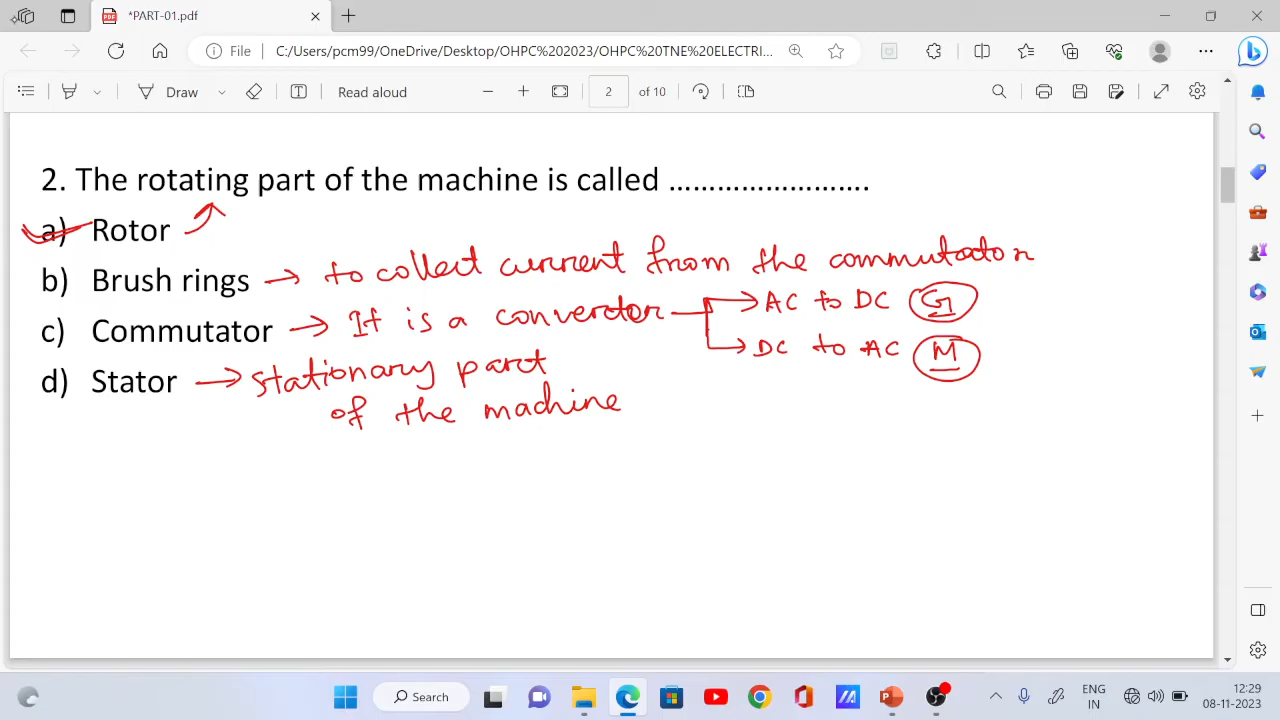 *PART-01.pdf
File
C:/Users/pcm99/OneDrive/Desktop/OHPC%202023/OHPC%20TNE%20ELECTRI...
Draw
Read aloud
2 of 10
2. The rotating part of the machine is called …………………….
a) Rotor
b) Brush rings → to collect current from the commutator
c) Commutator → It is a convertor → AC to DC G
→ DC to AC M
d) Stator → stationary part
of the machine
Search
ENG
IN
12:29
08-11-2023